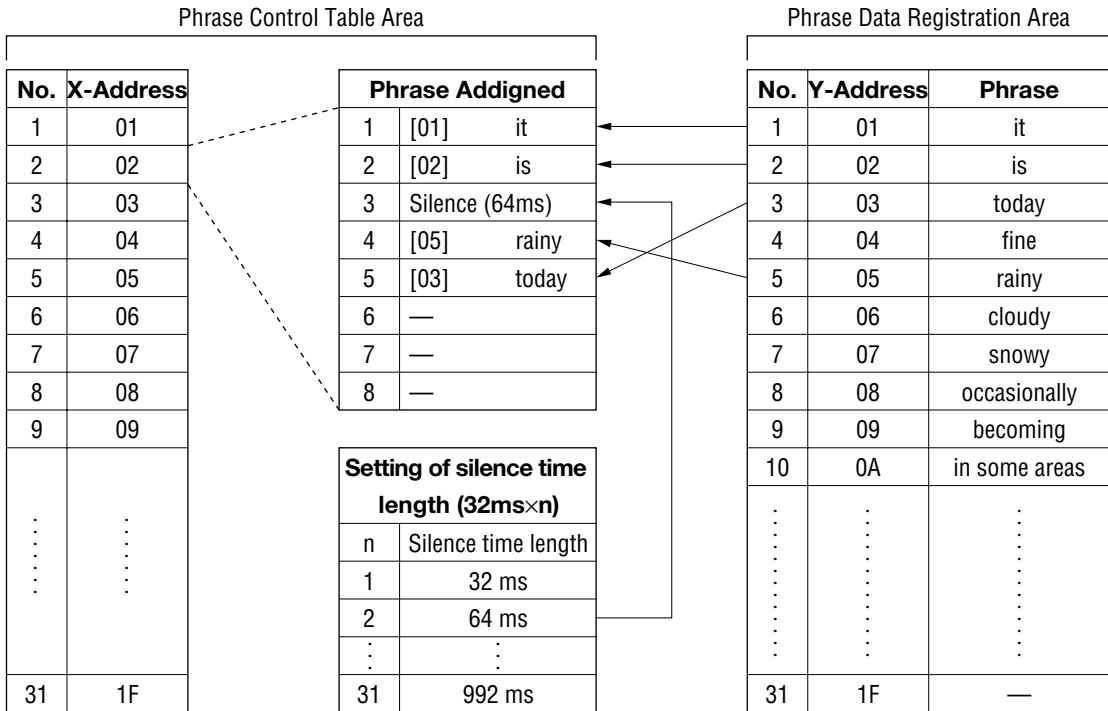 Phrase Control Table Area
Phrase Data Registration Area
No. X-Address
1 01
2 02
3 03
4 04
5 05
6 06
7 07
8 08
9 09
31 1F
Phrase Addigned
1 [01] it
2 [02] is
3 Silence (64ms)
4 [05] rainy
5 [03] today
6 —
7 —
8 —
Setting of silence time
length (32ms×n)
n Silence time length
1 32 ms
2 64 ms
31 992 ms
No. Y-Address Phrase
1 01 it
2 02 is
3 03 today
4 04 fine
5 05 rainy
6 06 cloudy
7 07 snowy
8 08 occasionally
9 09 becoming
10 0A in some areas
31 1F —